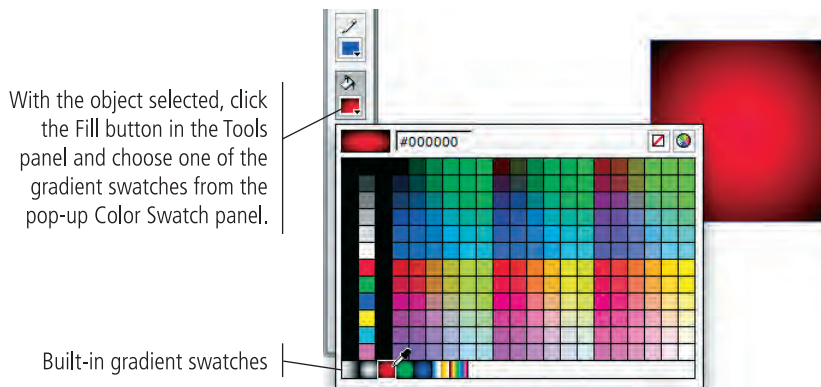 With the object selected, click
the Fill button in the Tools
panel and choose one of the
gradient swatches from the
pop-up Color Swatch panel.
#000000
Built-in gradient swatches